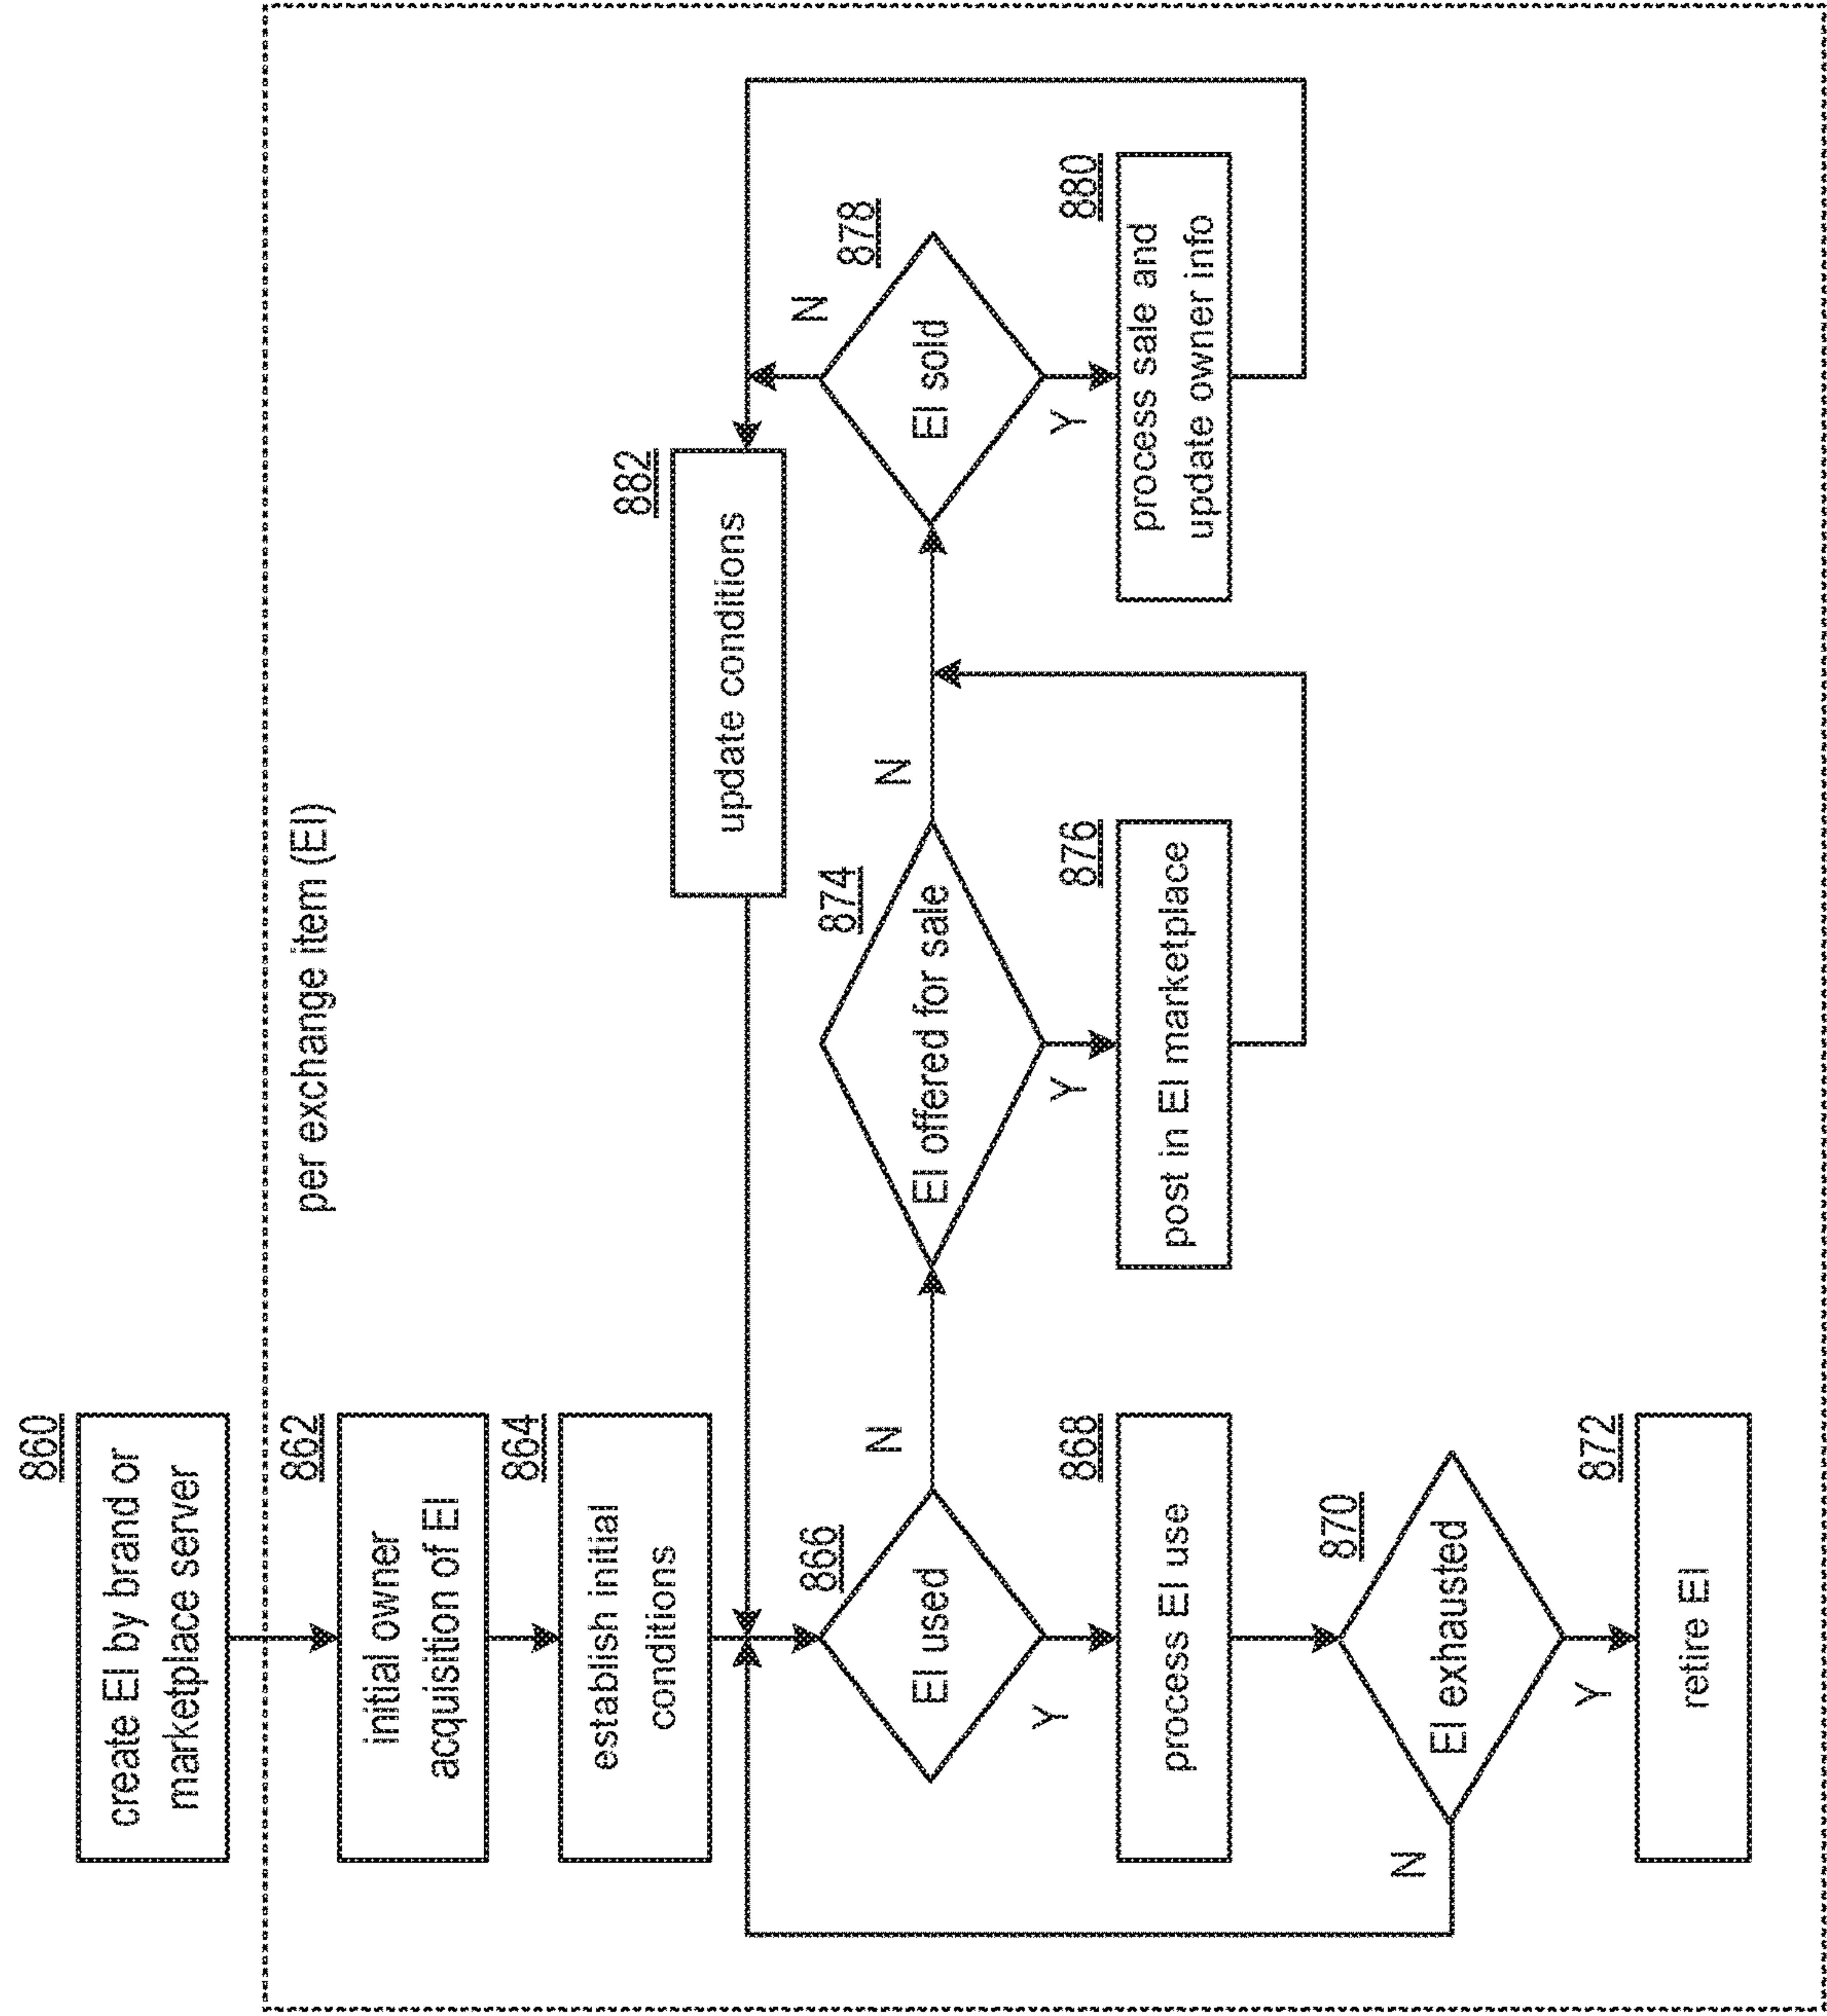 860
create EI by brand or
marketplace server
per exchange item (EI)
862
initial owner
acquisition of EI
864
establish initial
conditions
866
EI used
N
Y
868
process EI use
870
EI exhausted
N
Y
872
retire EI
874
EI offered for sale
N
Y
876
post in EI marketplace
878
EI sold
N
Y
880
process sale and
update owner info
882
update conditions